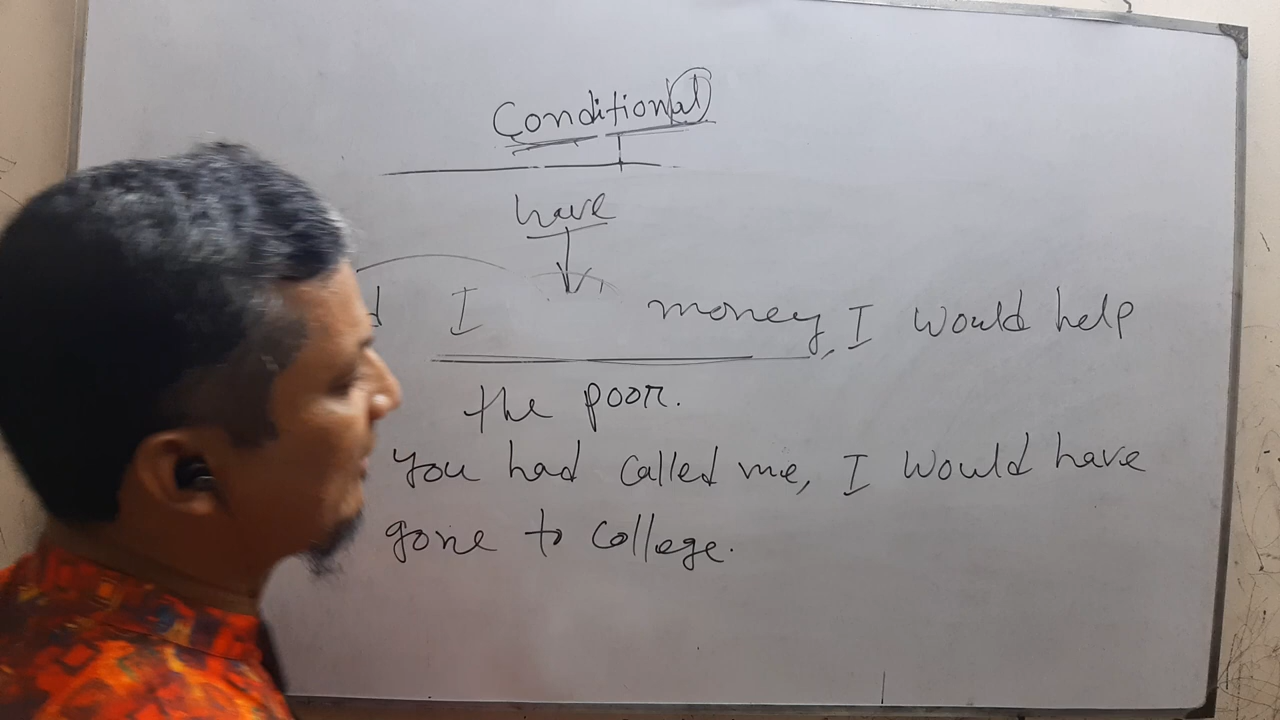 Conditional
have
d I money, I would help
the poor.
You had called me, I would have
gone to college.